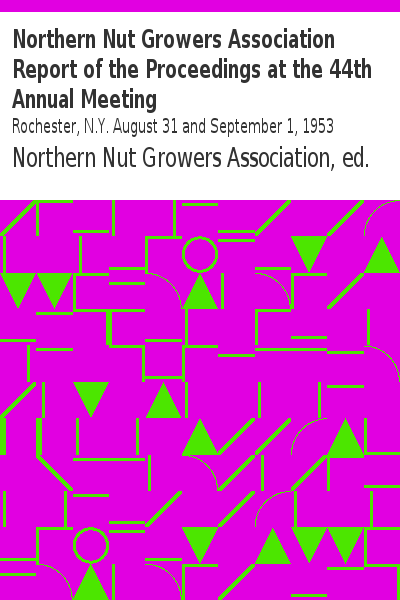 Northern Nut Growers Association
Report of the Proceedings at the 44th
Annual Meeting
Rochester, N.Y. August 31 and September 1, 1953
Northern Nut Growers Association, ed.